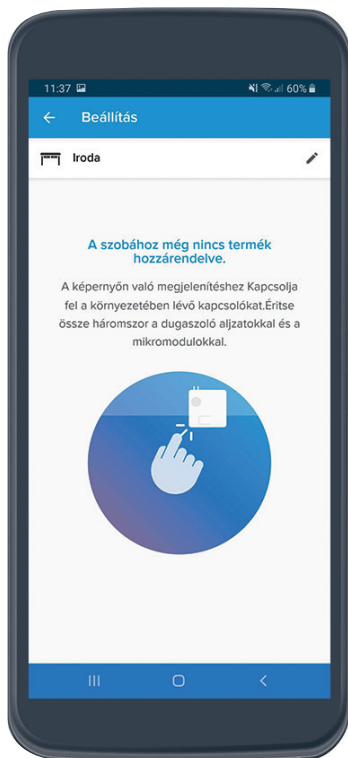 11:37 60%
Beállítás
Iroda
A szobához még nincs termék
hozzárendelve.
A képernyőn való megjelenítéshez Kapcsolja
fel a környezetében lévő kapcsolókat.Érítse
össze háromszor a dugaszoló aljzatokkal és a
mikromodulokkal.